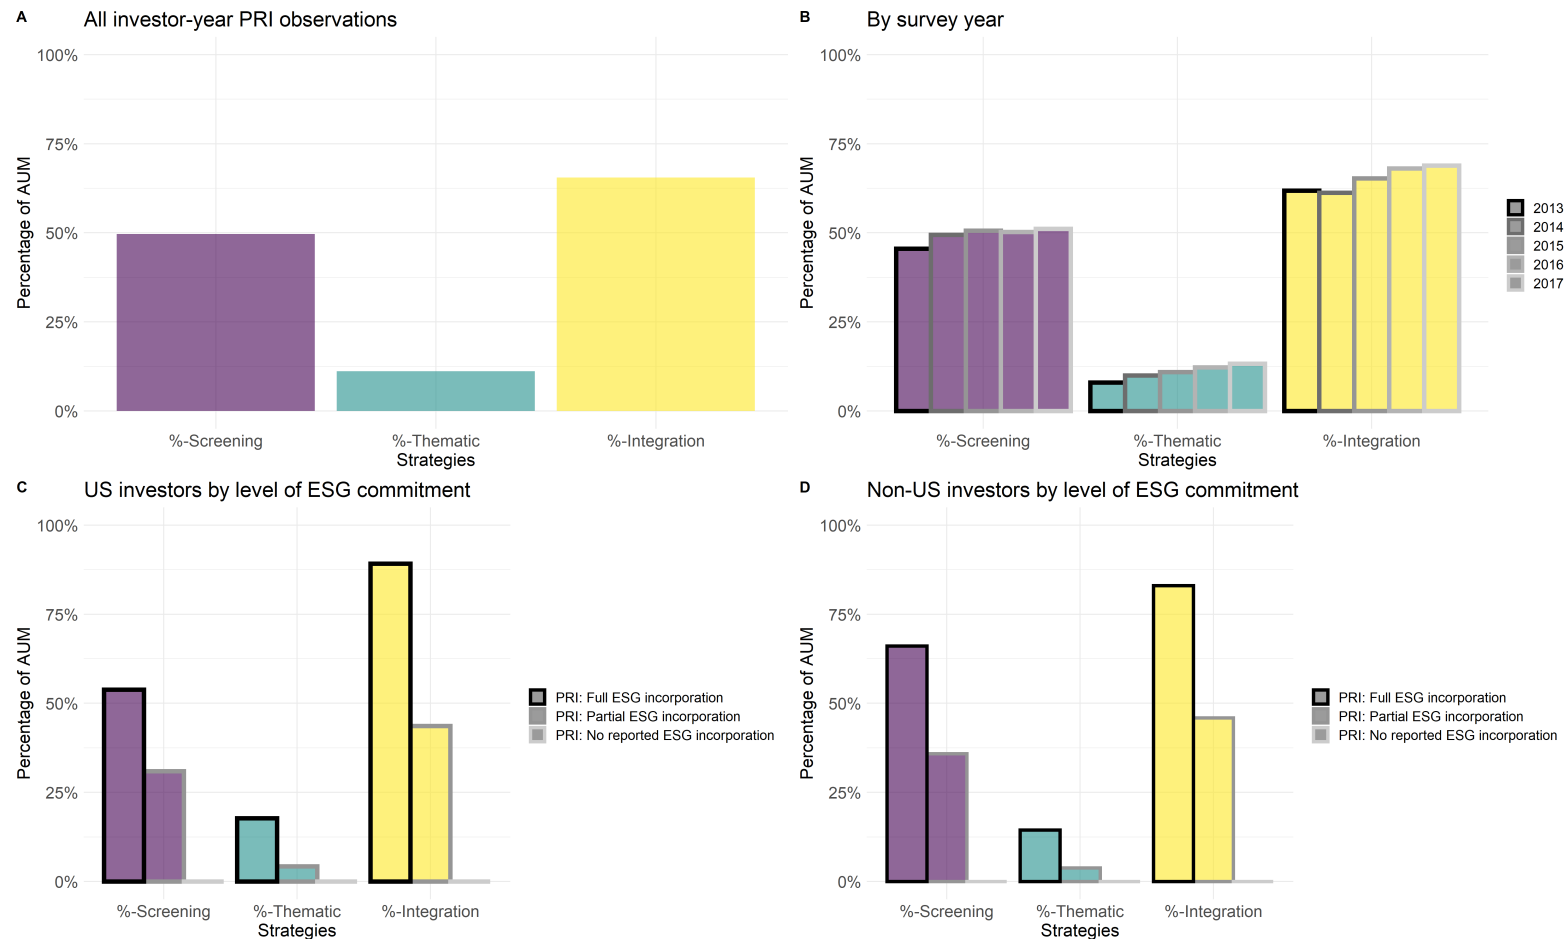 A
All investor-year PRI observations
Percentage of AUM
100%
75%
50%
25%
0%
%-Screening
%-Thematic
%-Integration
Strategies
B
By survey year
Percentage of AUM
100%
75%
50%
25%
0%
%-Screening
%-Thematic
%-Integration
Strategies
2013
2014
2015
2016
2017
C
US investors by level of ESG commitment
Percentage of AUM
100%
75%
50%
25%
0%
%-Screening
%-Thematic
%-Integration
Strategies
PRI: Full ESG incorporation
PRI: Partial ESG incorporation
PRI: No reported ESG incorporation
D
Non-US investors by level of ESG commitment
Percentage of AUM
100%
75%
50%
25%
0%
%-Screening
%-Thematic
%-Integration
Strategies
PRI: Full ESG incorporation
PRI: Partial ESG incorporation
PRI: No reported ESG incorporation